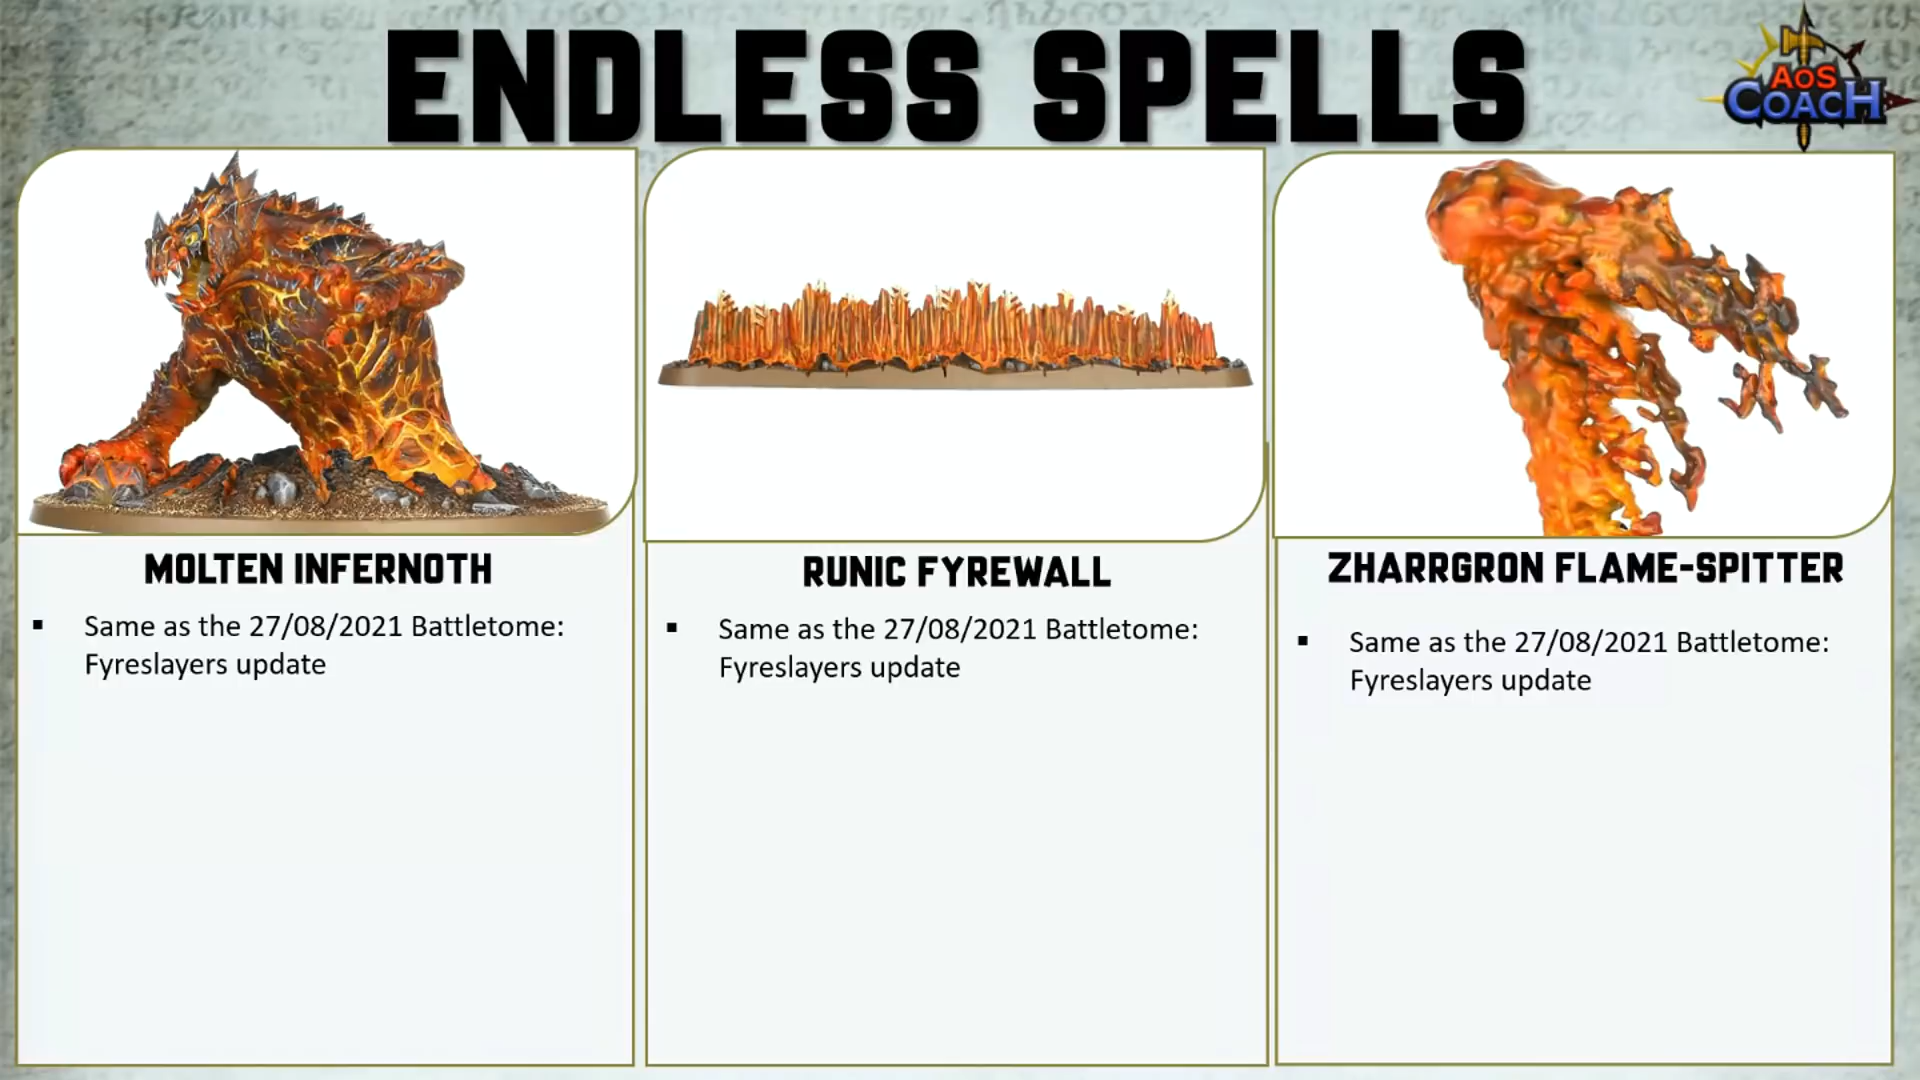 ENDLESS SPELLS
AoS
COACH
MOLTEN INFERNOTH
▪ Same as the 27/08/2021 Battletome:
Fyreslayers update
RUNIC FYREWALL
▪ Same as the 27/08/2021 Battletome:
Fyreslayers update
ZHARRGRON FLAME-SPITTER
▪ Same as the 27/08/2021 Battletome:
Fyreslayers update